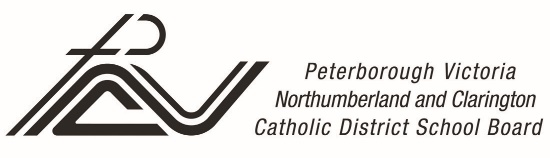 Peterborough Victoria
Northumberland and Clarington
Catholic District School Board